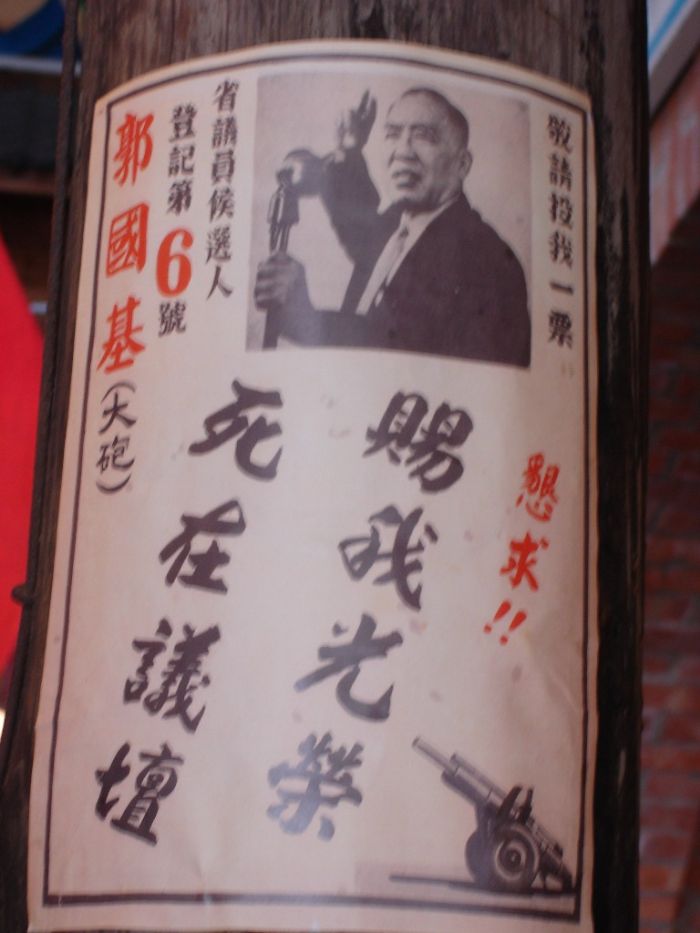 敬請投我一票
省議員侯選人
登記第6號
郭國基(大砲)
懇求!!
賜我光榮
死在議壇